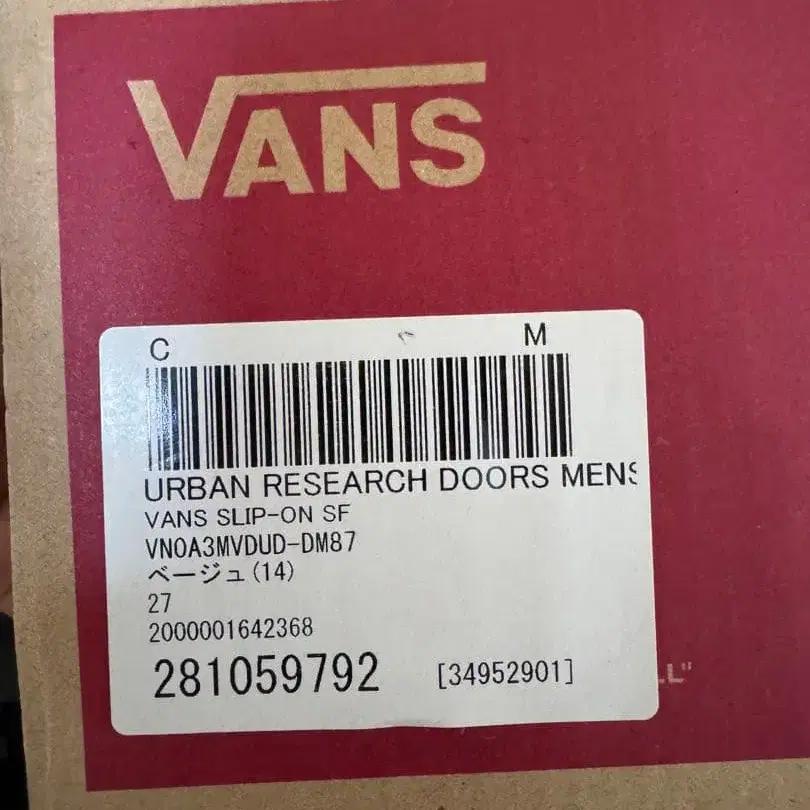 VANS
C M
URBAN RESEARCH DOORS MENS
VANS SLIP-ON SF
VN0A3MVDUD-DM87
ベージュ(14)
27
2000001642368
281059792 [34952901]
LL"